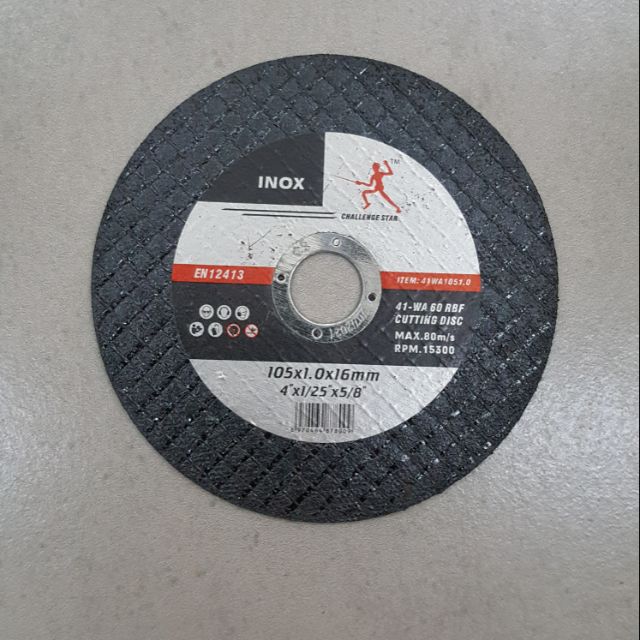 INOX
TM
CHALLENGE STAR
EN12413
ITEM: 41WA1051.0
41-WA 60 RBF
CUTTING DISC
MAX.80m/s
RPM.15300
105x1.0x16mm
4"x1/25"x5/8"